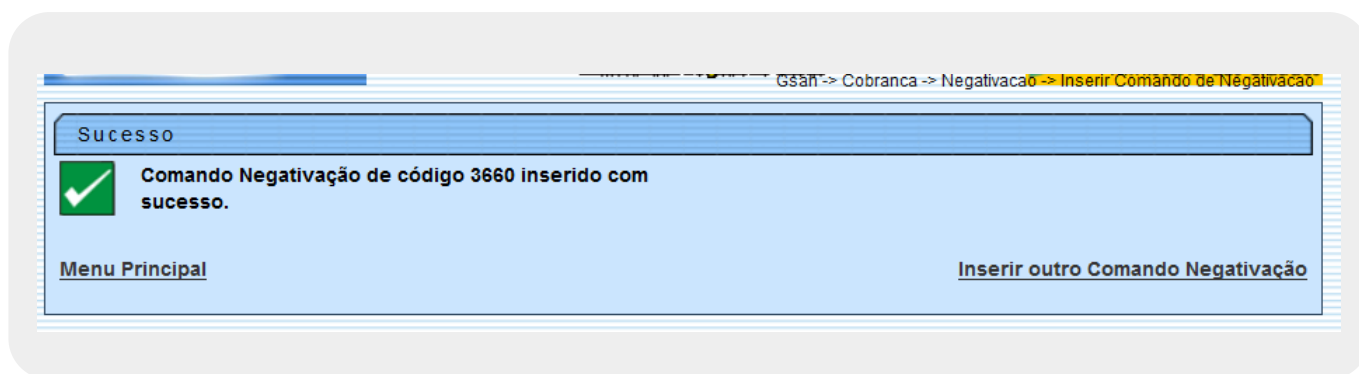 Gsan -> Cobranca -> Negativacao -> Inserir Comando de Negativacao
Sucesso
Comando Negativação de código 3660 inserido com
sucesso.
Menu Principal
Inserir outro Comando Negativação